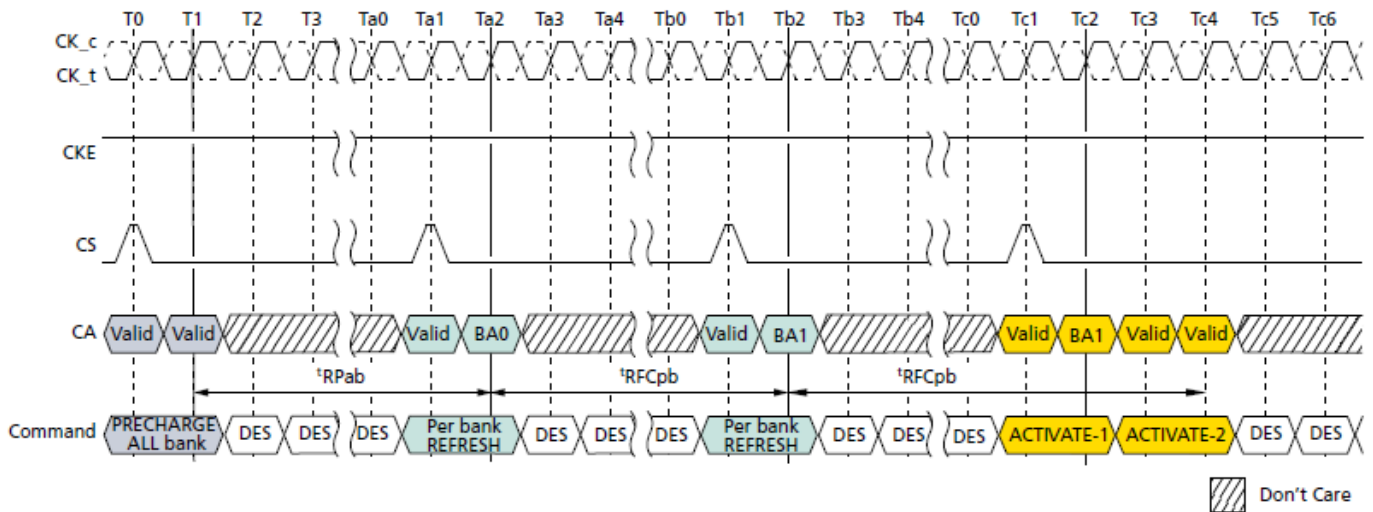 T0 T1 T2 T3 Ta0 Ta1 Ta2 Ta3 Ta4 Tb0 Tb1 Tb2 Tb3 Tb4 Tc0 Tc1 Tc2 Tc3 Tc4 Tc5 Tc6
CK_c
CK_t
CKE
CS
CA Valid Valid Valid BA0 Valid BA1 Valid BA1 Valid Valid
tRPab tRFCpb tRFCpb
Command PRECHARGE ALL bank DES DES DES Per bank REFRESH DES DES DES Per bank REFRESH DES DES DES ACTIVATE-1 ACTIVATE-2 DES DES
Don't Care